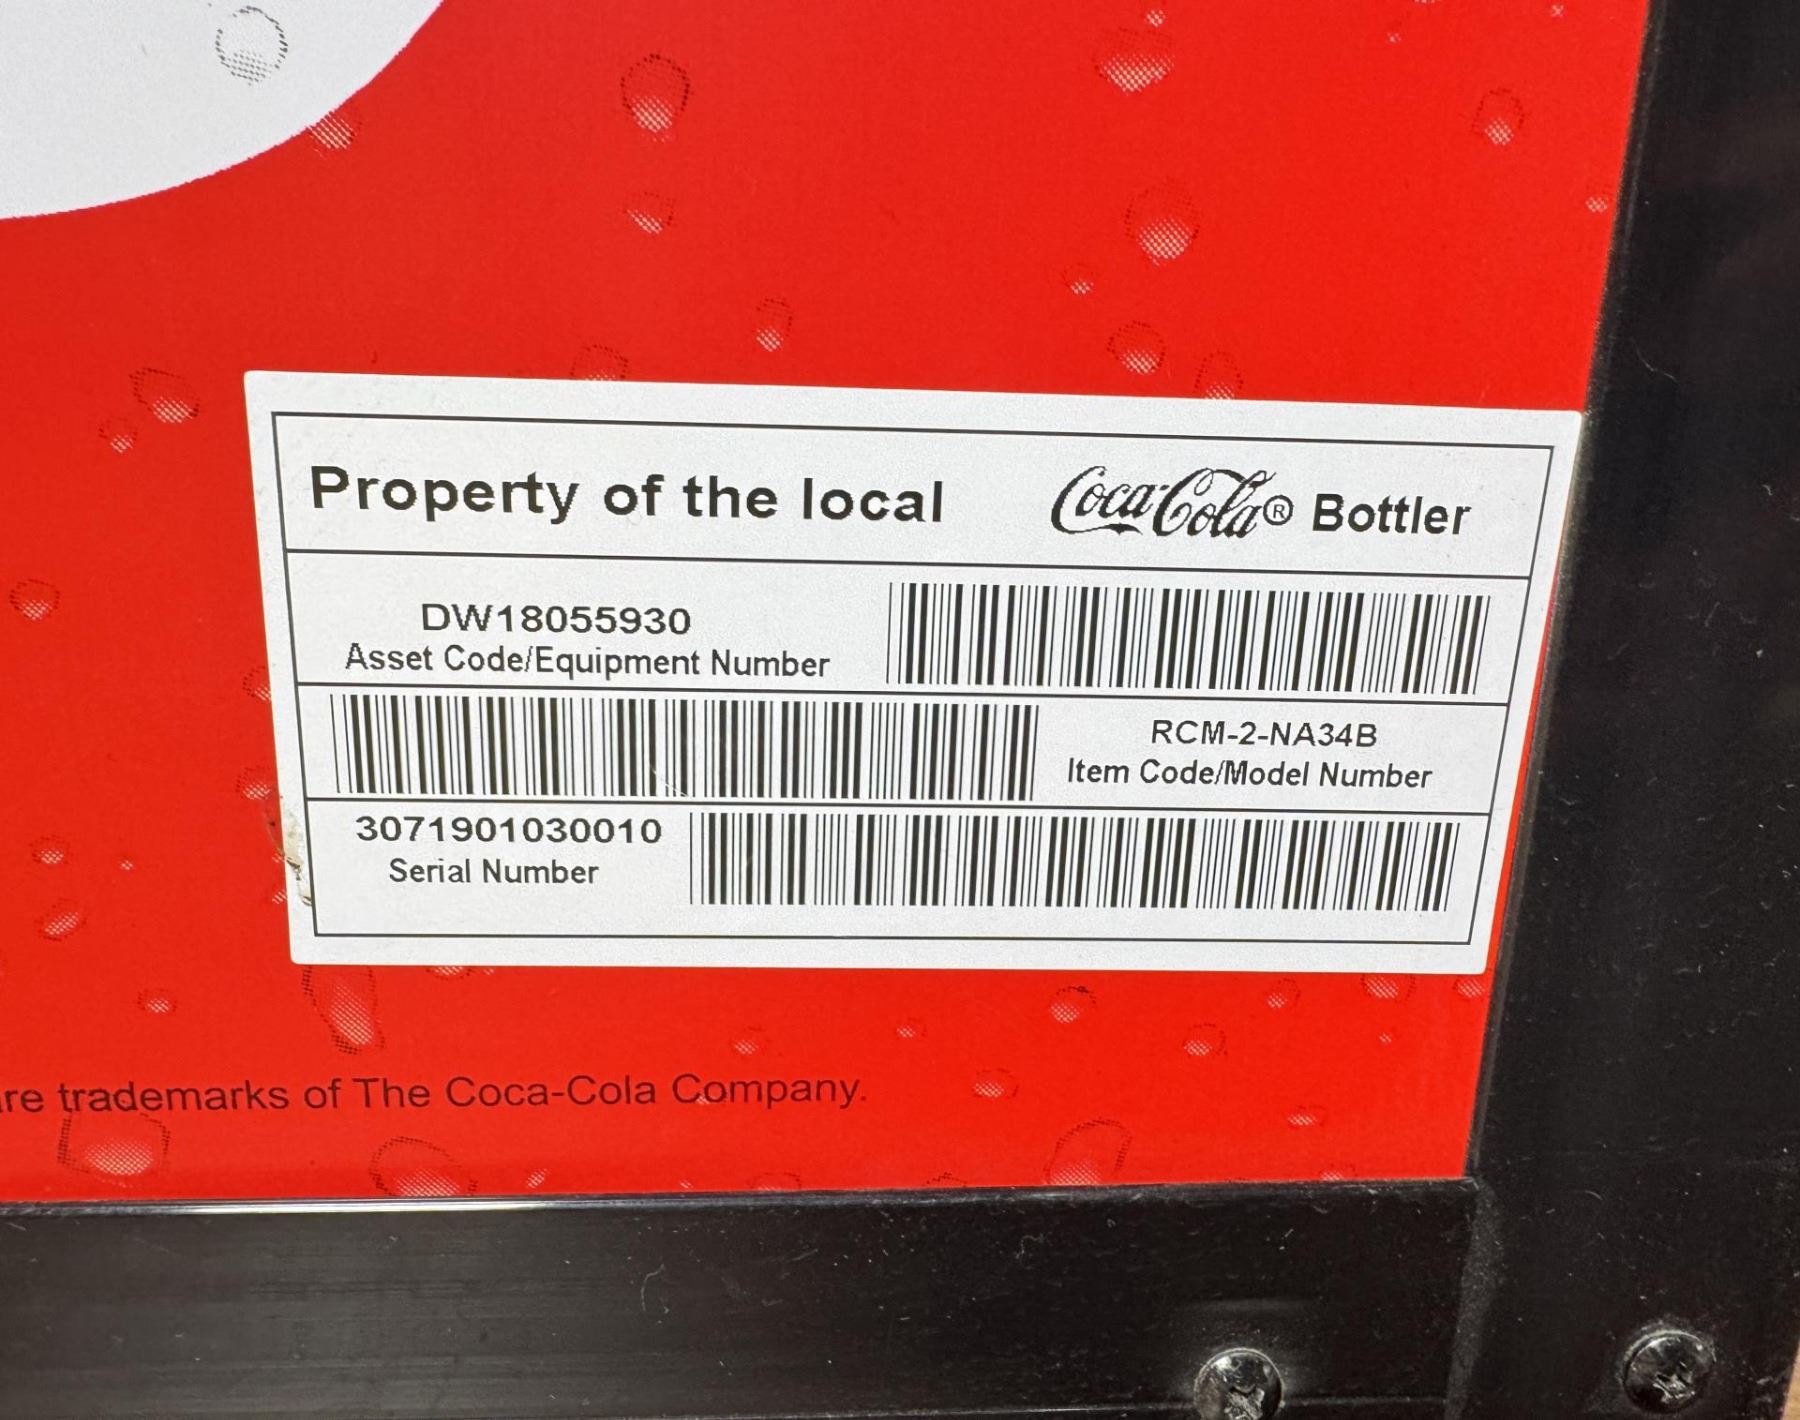 Property of the local Coca-Cola® Bottler
DW18055930
Asset Code/Equipment Number
RCM-2-NA34B
Item Code/Model Number
3071901030010
Serial Number
re trademarks of The Coca-Cola Company.